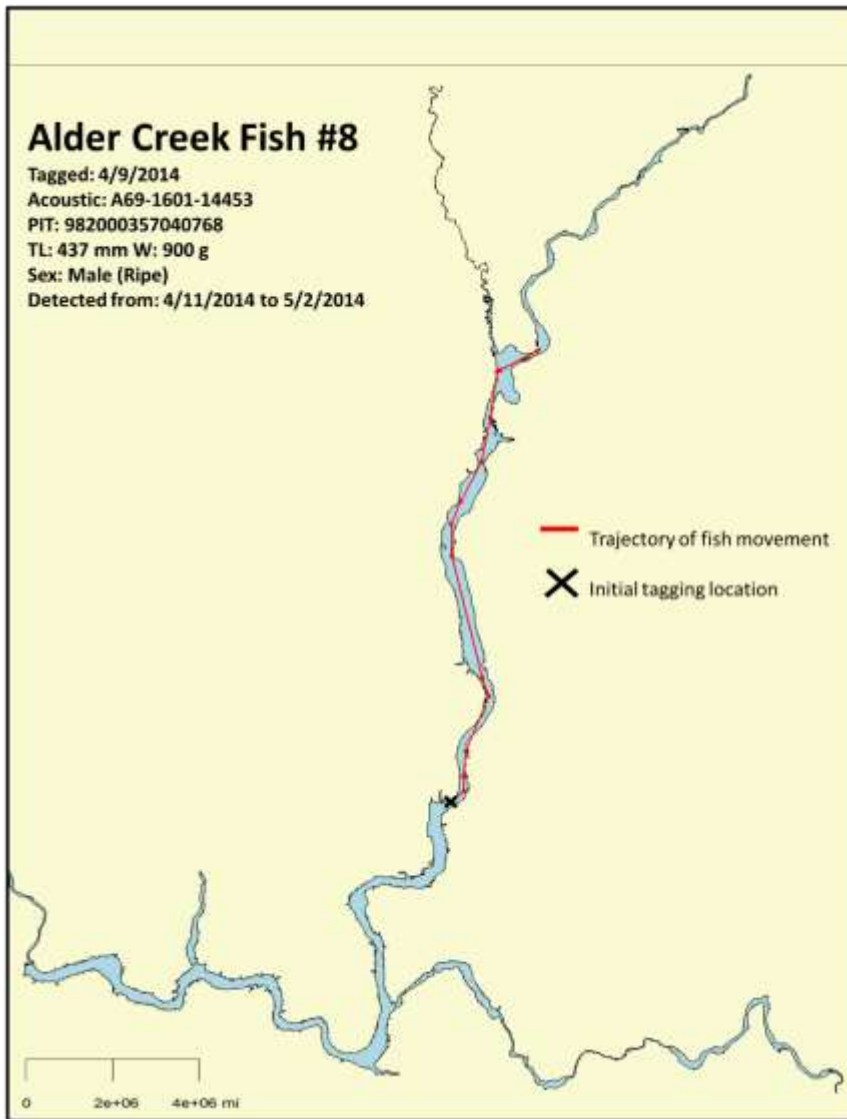 Alder Creek Fish #8
Tagged: 4/9/2014
Acoustic: A69-1601-14453
PIT: 982000357040768
TL: 437 mm W: 900 g
Sex: Male (Ripe)
Detected from: 4/11/2014 to 5/2/2014
Trajectory of fish movement
Initial tagging location
0 2e+06 4e+06 mi